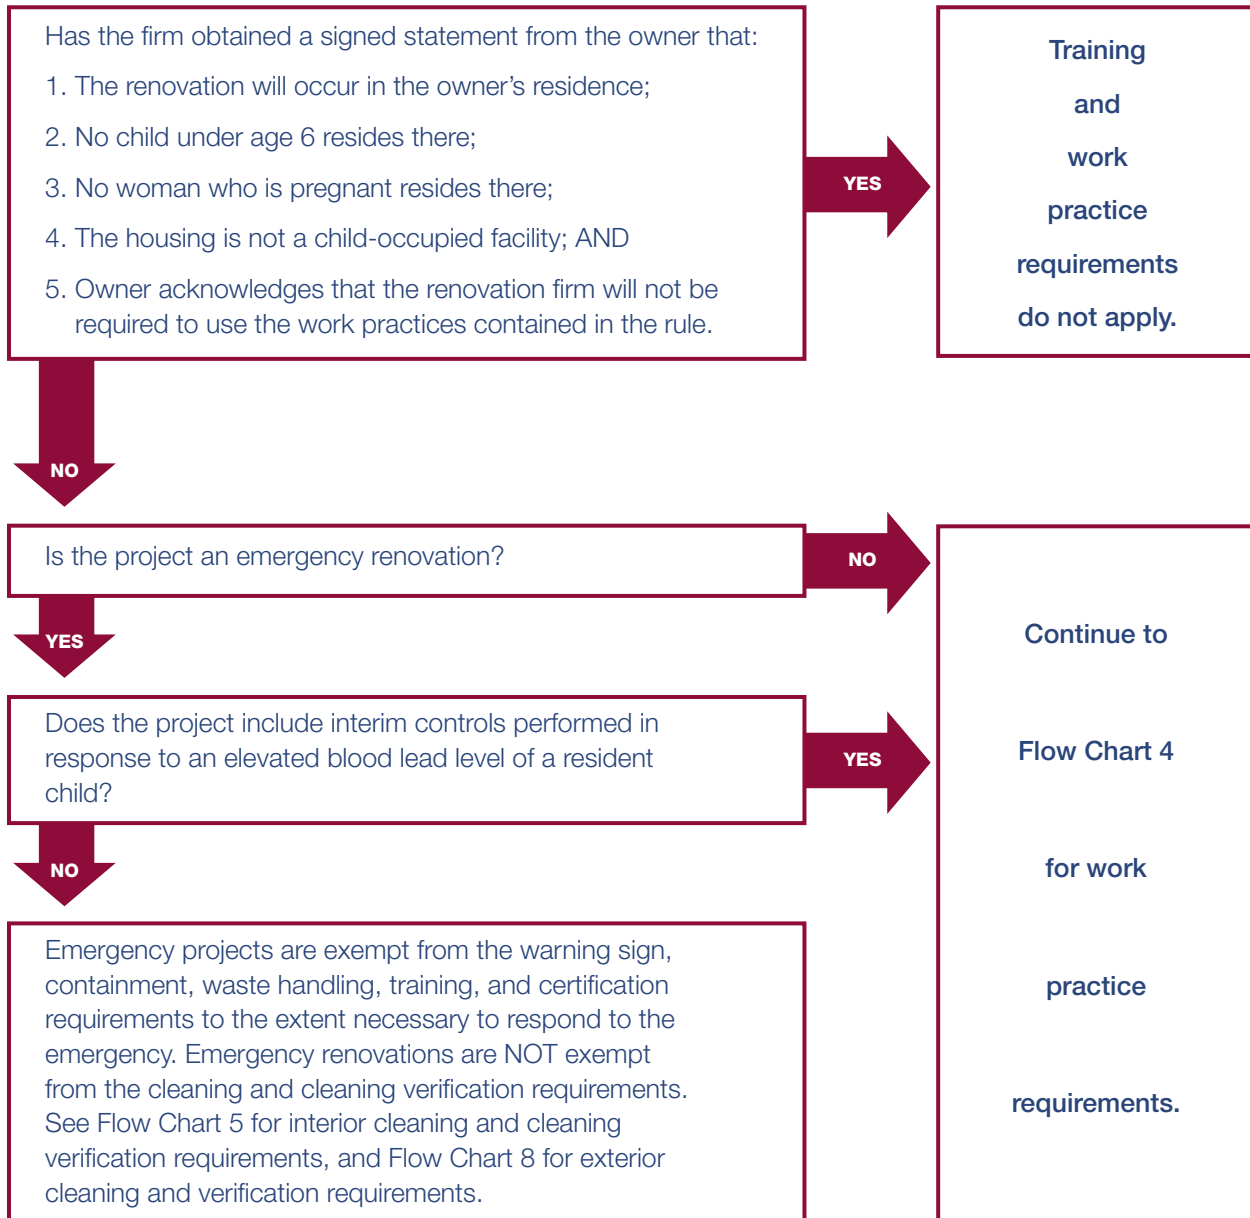 Has the firm obtained a signed statement from the owner that:
1. The renovation will occur in the owner’s residence;
2. No child under age 6 resides there;
3. No woman who is pregnant resides there;
4. The housing is not a child-occupied facility; AND
5. Owner acknowledges that the renovation firm will not be
required to use the work practices contained in the rule.
YES
Training
and
work
practice
requirements
do not apply.
NO
Is the project an emergency renovation?
NO
YES
Does the project include interim controls performed in
response to an elevated blood lead level of a resident
child?
YES
Continue to
Flow Chart 4
for work
practice
requirements.
NO
Emergency projects are exempt from the warning sign,
containment, waste handling, training, and certification
requirements to the extent necessary to respond to the
emergency. Emergency renovations are NOT exempt
from the cleaning and cleaning verification requirements.
See Flow Chart 5 for interior cleaning and cleaning
verification requirements, and Flow Chart 8 for exterior
cleaning and verification requirements.